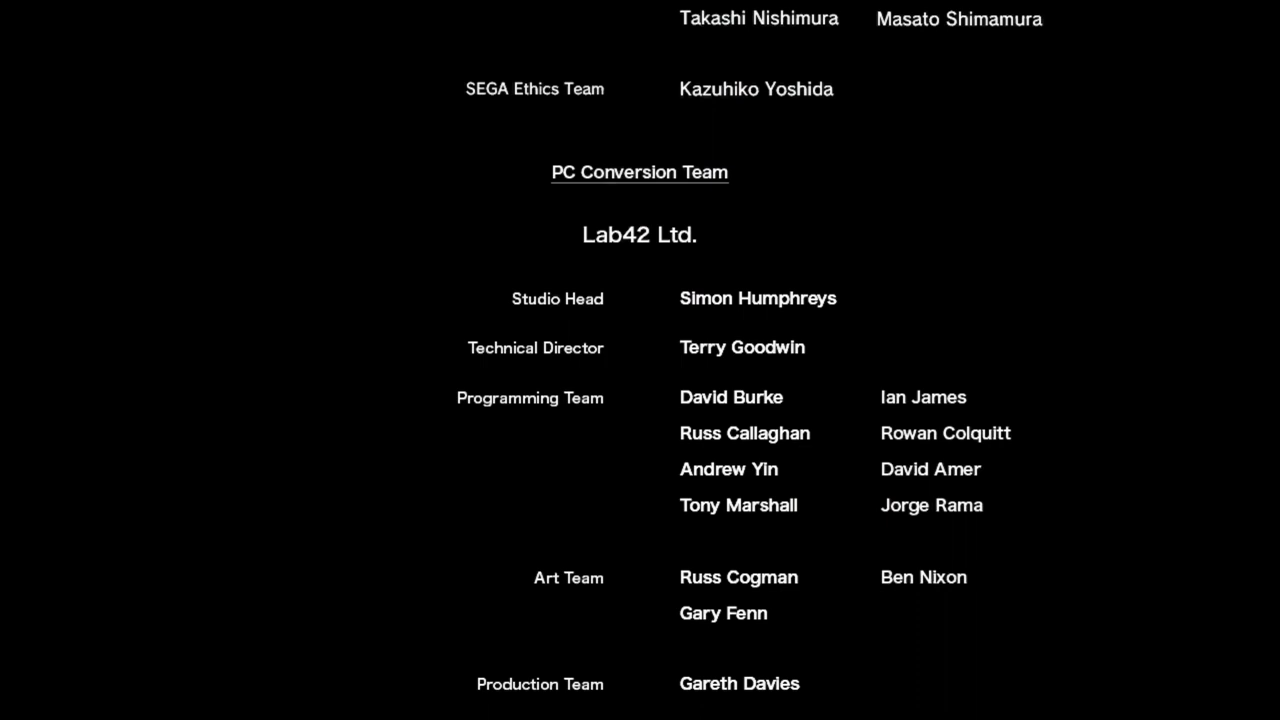 Takashi Nishimura Masato Shimamura
SEGA Ethics Team Kazuhiko Yoshida
PC Conversion Team
Lab42 Ltd.
Studio Head Simon Humphreys
Technical Director Terry Goodwin
Programming Team David Burke Ian James
Russ Callaghan Rowan Colquitt
Andrew Yin David Amer
Tony Marshall Jorge Rama
Art Team Russ Cogman Ben Nixon
Gary Fenn
Production Team Gareth Davies